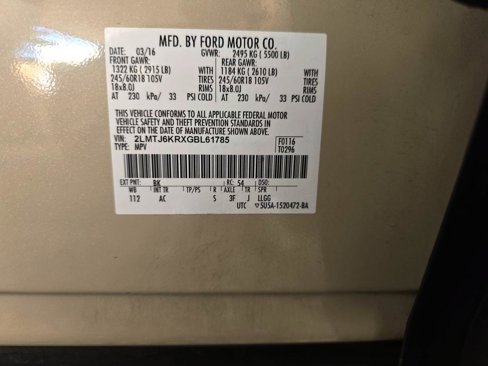 MFD. BY FORD MOTOR CO.
DATE: 03/16 GVWR: 2495 KG ( 5500 LB)
FRONT GAWR: REAR GAWR:
1322 KG ( 2915 LB) WITH 1184 KG ( 2610 LB) WITH
245/60R18 105V TIRES 245/60R18 105V TIRES
18x8.0J RIMS 18x8.0J RIMS
AT 230 kPa/ 33 PSI COLD AT 230 kPa/ 33 PSI COLD
THIS VEHICLE CONFORMS TO ALL APPLICABLE FEDERAL MOTOR
VEHICLE SAFETY AND THEFT PREVENTION STANDARDS IN
EFFECT ON THE DATE OF MANUFACTURE SHOWN ABOVE.
VIN: 2LMTJ6KRXGBL61785 F0116
TYPE: MPV T0296
EXT PNT: BK RC: 54 DSO:
WB INT TR TP/PS R AXLE TR SPR
112 AC S 3F J LLGG
UTC ▽5U5A-1520472-BA